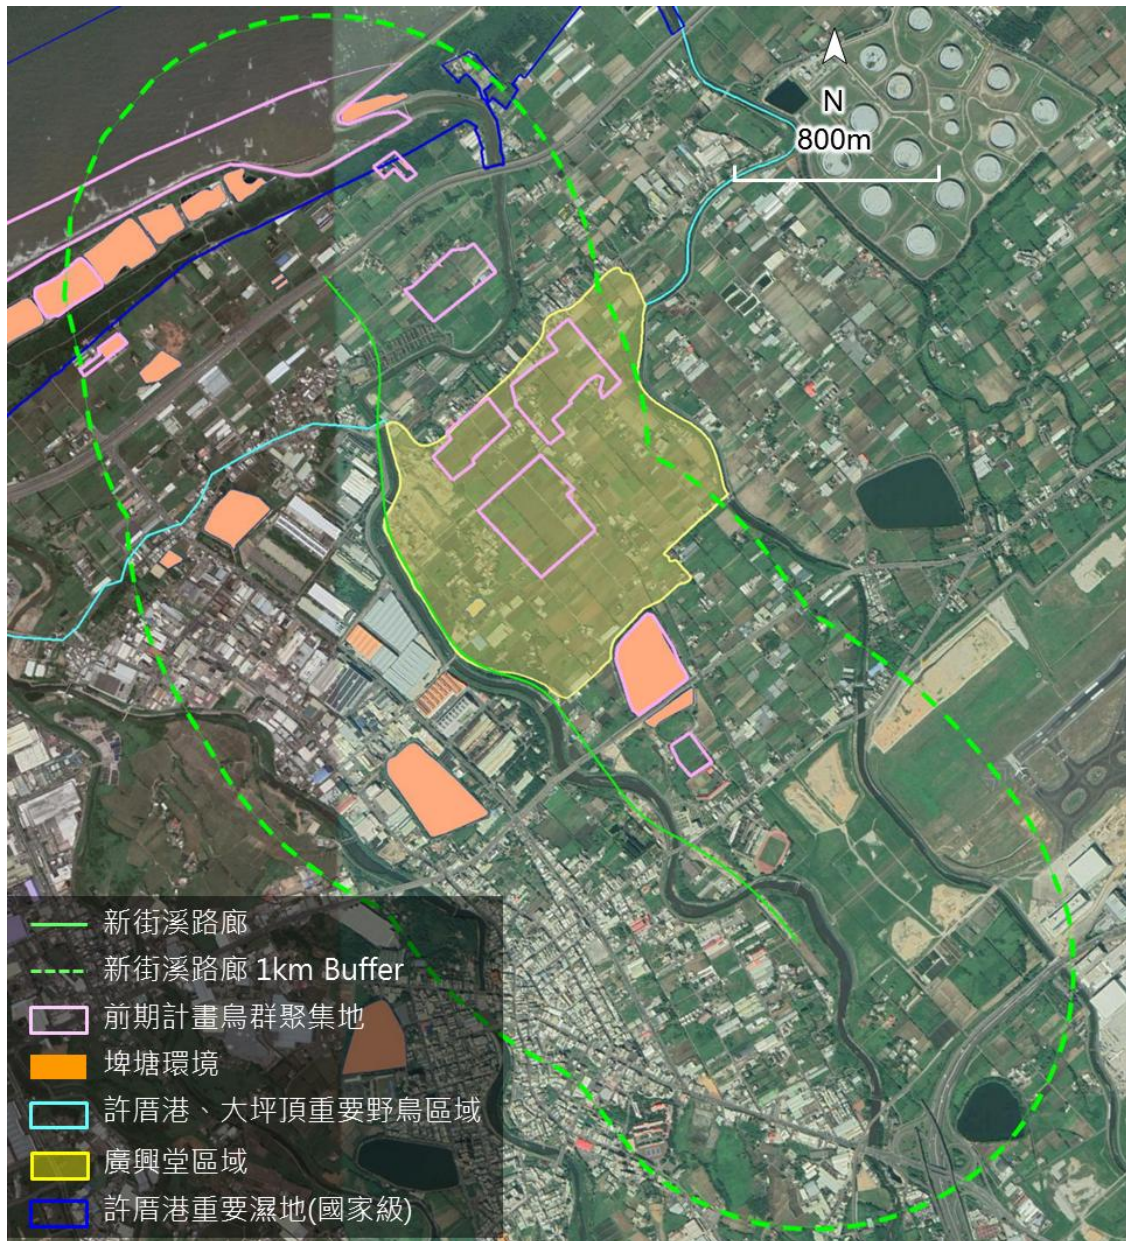 N
800m
新街溪路廊
新街溪路廊 1km Buffer
前期計畫鳥群聚集地
埤塘環境
許厝港、大坪頂重要野鳥區域
廣興堂區域
許厝港重要濕地(國家級)